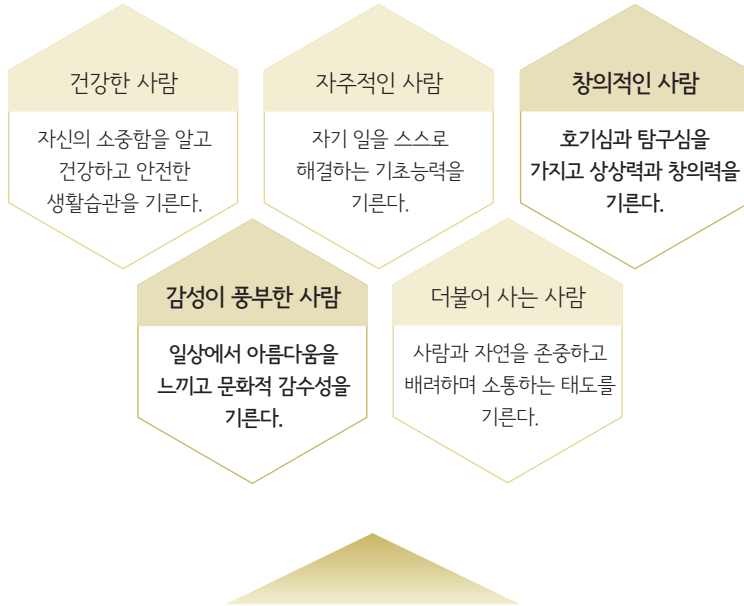 건강한 사람
자신의 소중함을 알고
건강하고 안전한
생활습관을 기른다.
자주적인 사람
자기 일을 스스로
해결하는 기초능력을
기른다.
창의적인 사람
호기심과 탐구심을
가지고 상상력과 창의력을
기른다.
감성이 풍부한 사람
일상에서 아름다움을
느끼고 문화적 감수성을
기른다.
더불어 사는 사람
사람과 자연을 존중하고
배려하며 소통하는 태도를
기른다.